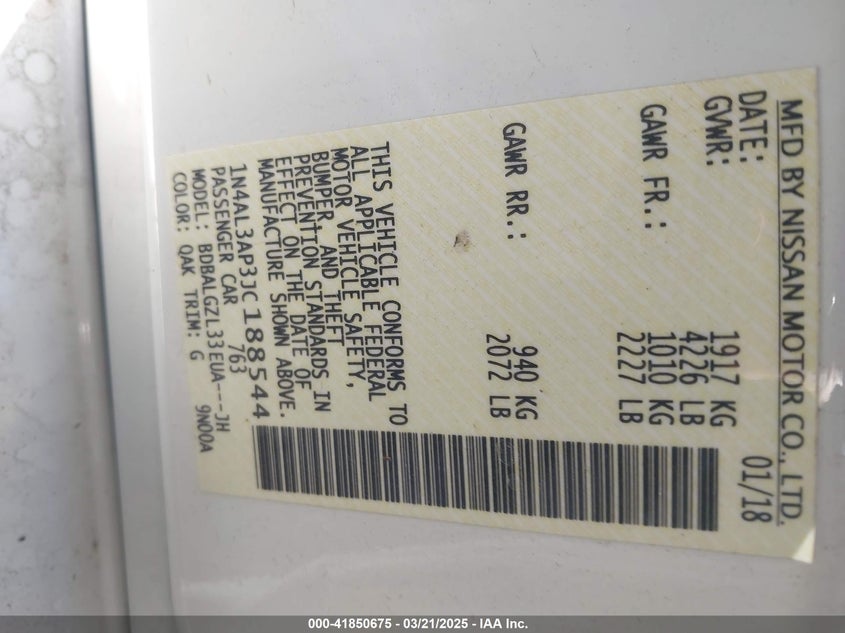 MFD BY NISSAN MOTOR CO., LTD.
DATE: 01/18
GVWR: 1917 KG
4226 LB
GAWR FR.: 1010 KG
2227 LB
GAWR RR.: 940 KG
2072 LB
THIS VEHICLE CONFORMS TO
ALL APPLICABLE FEDERAL
MOTOR VEHICLE SAFETY,
BUMPER, AND THEFT
PREVENTION STANDARDS IN
EFFECT ON THE DATE OF
MANUFACTURE SHOWN ABOVE.
1N4AL3AP3JC188544
PASSENGER CAR 763
MODEL: BDBALGZL33EUA---JH
COLOR: QAK TRIM: G 9N00A
000-41850675 - 03/21/2025 - IAA Inc.